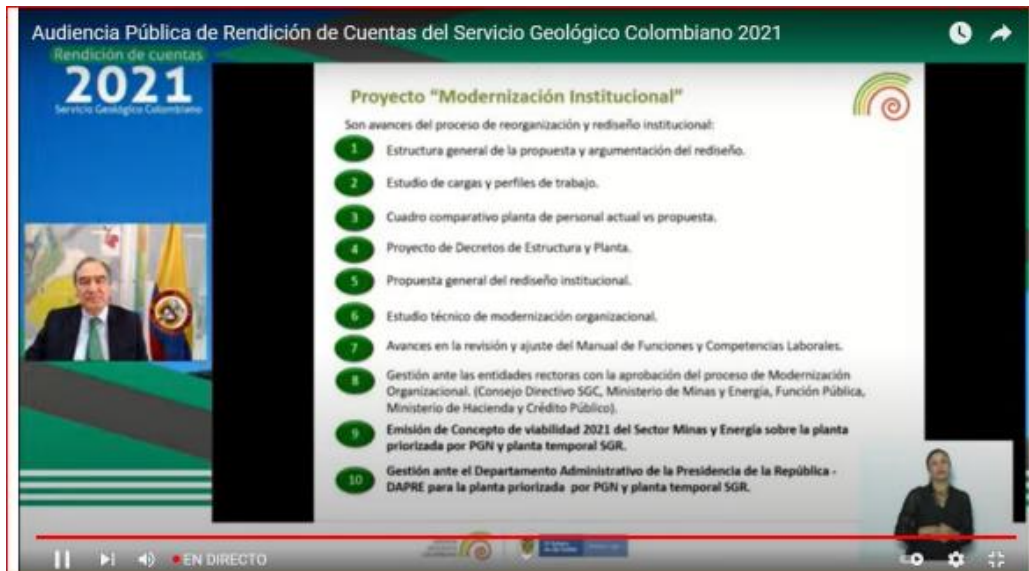 Audiencia Pública de Rendición de Cuentas del Servicio Geológico Colombiano 2021
Rendición de cuentas
2021
Servicio Geológico Colombiano
Proyecto “Modernización Institucional”
Son avances del proceso de reorganización y rediseño institucional:
1 Estructura general de la propuesta y argumentación del rediseño.
2 Estudio de cargas y perfiles de trabajo.
3 Cuadro comparativo planta de personal actual vs propuesta.
4 Proyecto de Decretos de Estructura y Planta.
5 Propuesta general del rediseño institucional.
6 Estudio técnico de modernización organizacional.
7 Avances en la revisión y ajuste del Manual de Funciones y Competencias Laborales.
8 Gestión ante las entidades rectoras con la aprobación del proceso de Modernización
Organizacional. (Consejo Directivo SGC, Ministerio de Minas y Energía, Función Pública,
Ministerio de Hacienda y Crédito Público).
9 Emisión de Concepto de viabilidad 2021 del Sector Minas y Energía sobre la planta
priorizada por PGN y planta temporal SGR.
10 Gestión ante el Departamento Administrativo de la Presidencia de la República -
DAPRE para la planta priorizada por PGN y planta temporal SGR.
EN DIRECTO